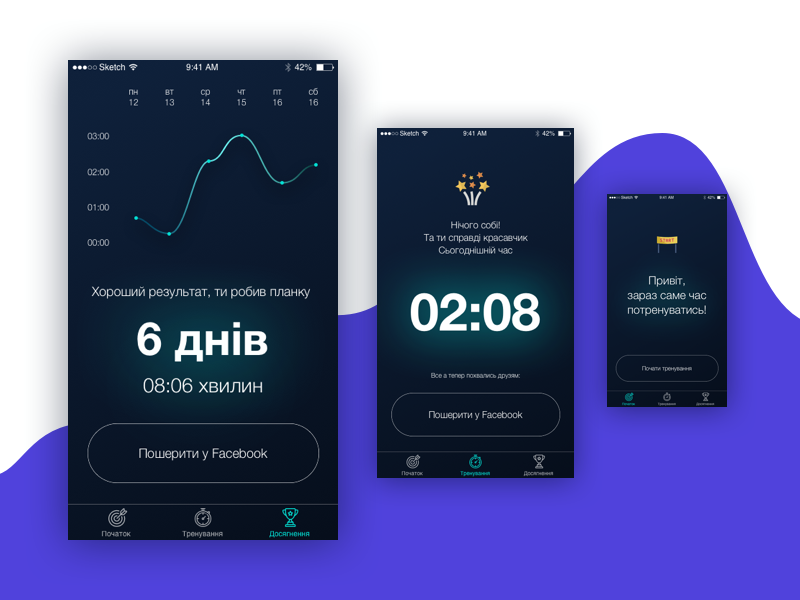 Sketch 9:41 AM 42%
пн вт ср чт пт сб
12 13 14 15 16 16
03:00
02:00
01:00
00:00
Хороший результат, ти робив планку
6 днів
08:06 хвилин
Пошерити у Facebook
Початок Тренування Досягнення
Sketch 9:41 AM 42%
Нічого собі!
Та ти справді красавчик
Сьогоднішній час
02:08
Все а тепер похвались друзям:
Пошерити у Facebook
Початок Тренування Досягнення
Sketch 9:41 AM 42%
START
Привіт,
зараз саме час
потренуватись!
Почати тренування
Початок Тренування Досягнення